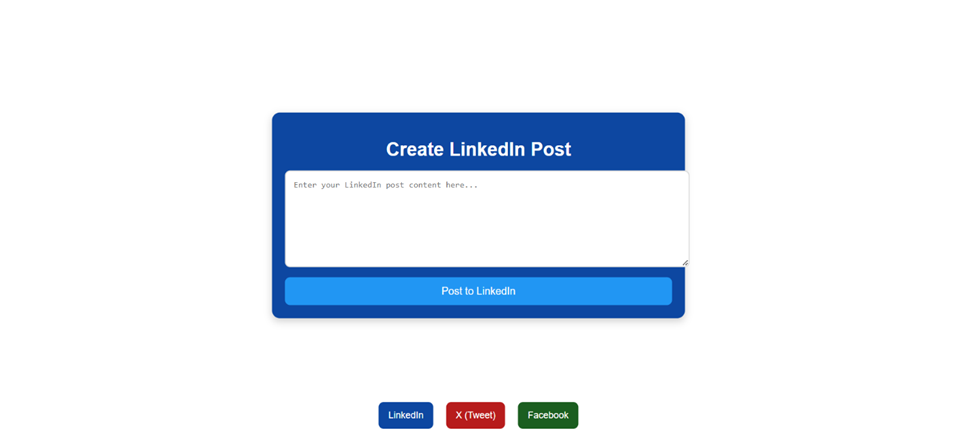 Create LinkedIn Post
Enter your LinkedIn post content here...
Post to LinkedIn
LinkedIn
X (Tweet)
Facebook